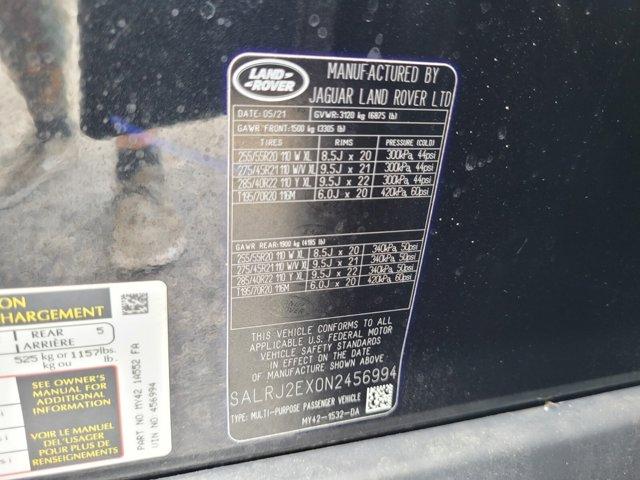 LAND
ROVER
MANUFACTURED BY
JAGUAR LAND ROVER LTD
DATE: 05/21 GVWR: 3120 kg (6875 lb)
GAWR FRONT: 1500 kg (3305 lb)
TIRES RIMS PRESSURE (COLD)
255/55R20 110 W XL 8.5J x 20 300kPa, 44psi
275/45R21 110 W/V XL 9.5J x 21 300kPa, 44psi
285/40R22 110 Y XL 9.5J x 22 300kPa, 44psi
T195/70R20 116M 6.0J x 20 420kPa, 60psi
GAWR REAR: 1900 kg (4185 lb)
255/55R20 110 W XL 8.5J x 20 340kPa, 50psi
275/45R21 110 W/V XL 9.5J x 21 340kPa, 50psi
285/40R22 110 Y XL 9.5J x 22 340kPa, 50psi
T195/70R20 116M 6.0J x 20 420kPa, 60psi
THIS VEHICLE CONFORMS TO ALL
APPLICABLE U.S. FEDERAL MOTOR
VEHICLE SAFETY STANDARDS
IN EFFECT ON THE DATE
OF MANUFACTURE SHOWN ABOVE
SALRJ2EX0N2456994
TYPE: MULTI-PURPOSE PASSENGER VEHICLE
MY42-1532-DA
ION
CHARGEMENT
REAR 5
ARRIÈRE
525 kg or 1157lbs.
kg ou lb.
SEE OWNER'S
MANUAL FOR
ADDITIONAL
INFORMATION
VOIR LE MANUEL
DEL'USAGER
POUR PLUS DE
RENSEIGNEMENTS
PART NO. MY42 1A552 FA
VIN NO. 456994